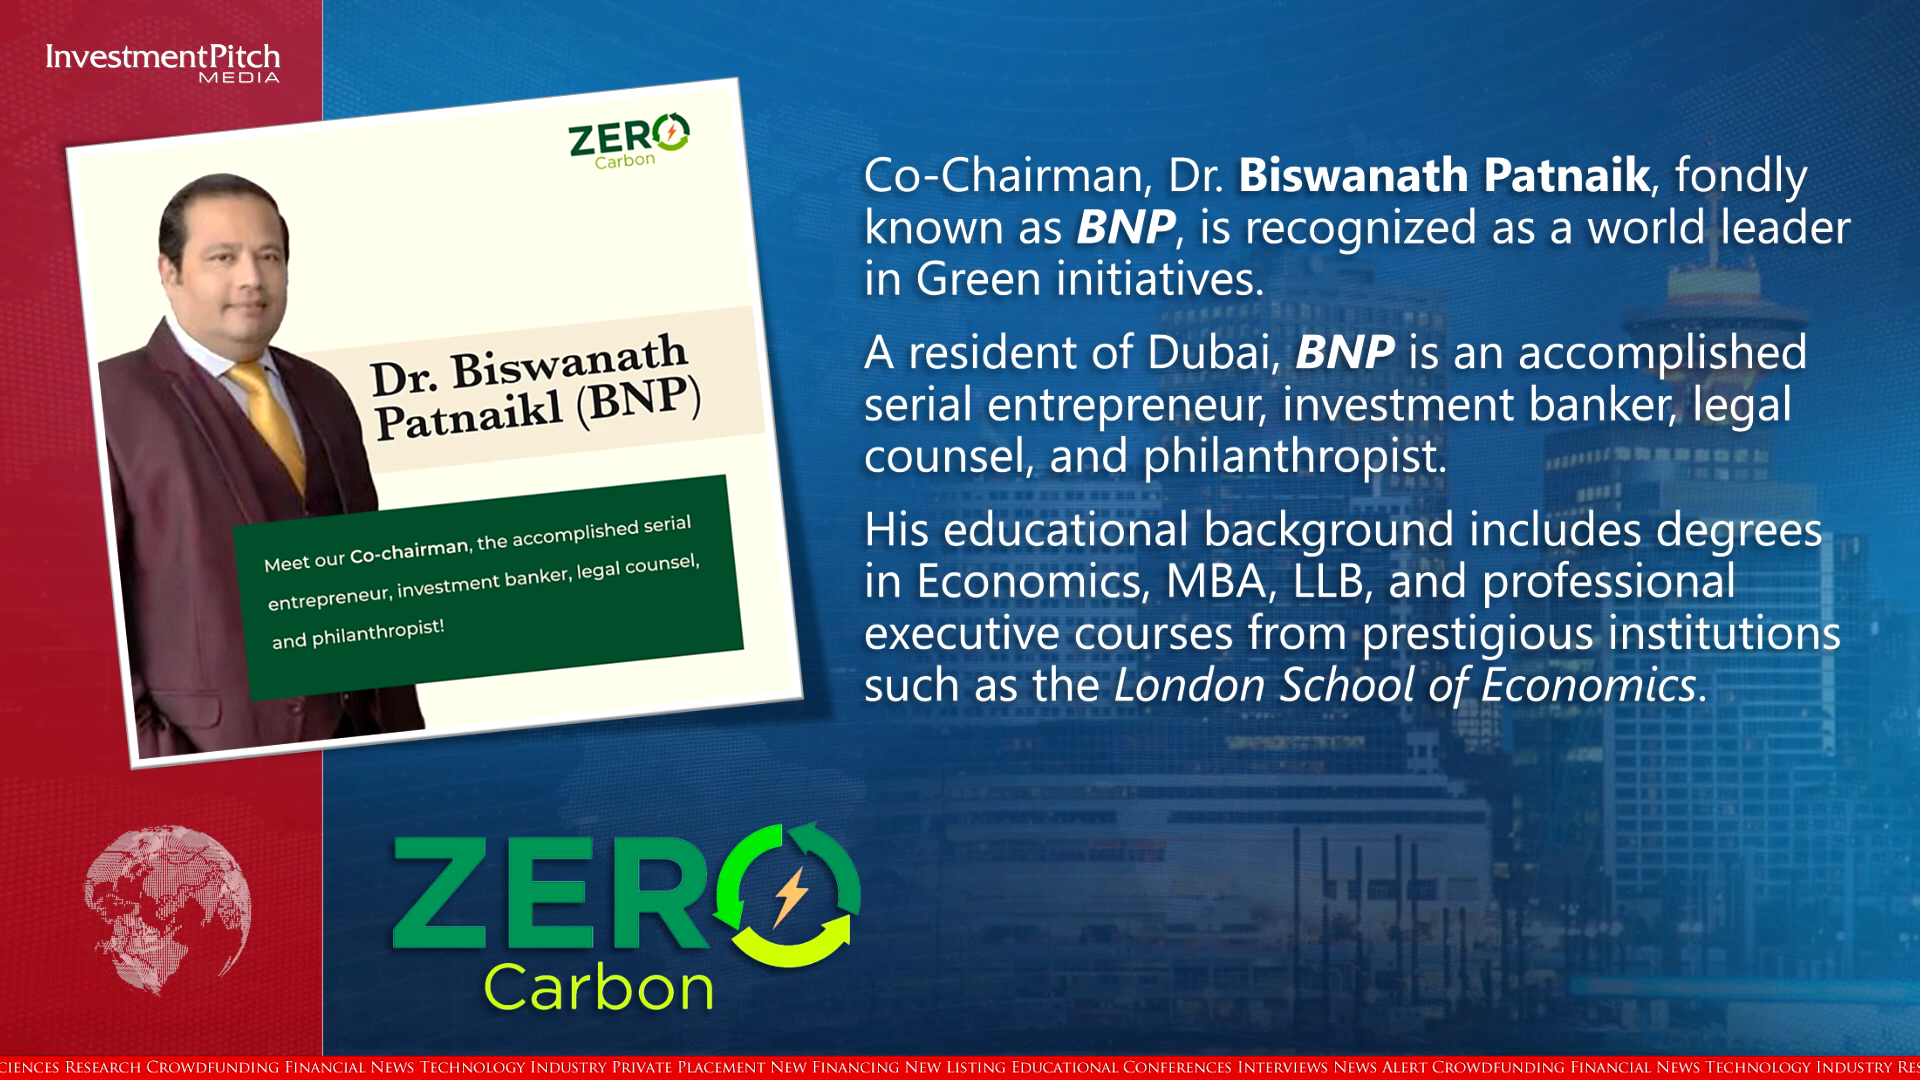 InvestmentPitch
MEDIA
ZERO
Carbon
Dr. Biswanath
Patnaikl (BNP)
Meet our Co-chairman, the accomplished serial
entrepreneur, investment banker, legal counsel,
and philanthropist!
Co-Chairman, Dr. Biswanath Patnaik, fondly
known as BNP, is recognized as a world leader
in Green initiatives.
A resident of Dubai, BNP is an accomplished
serial entrepreneur, investment banker, legal
counsel, and philanthropist.
His educational background includes degrees
in Economics, MBA, LLB, and professional
executive courses from prestigious institutions
such as the London School of Economics.
ZERO
Carbon
CIENCES RESEARCH CROWDFUNDING FINANCIAL NEWS TECHNOLOGY INDUSTRY PRIVATE PLACEMENT NEW FINANCING NEW LISTING EDUCATIONAL CONFERENCES INTERVIEWS NEWS ALERT CROWDFUNDING FINANCIAL NEWS TECHNOLOGY INDUSTRY RES